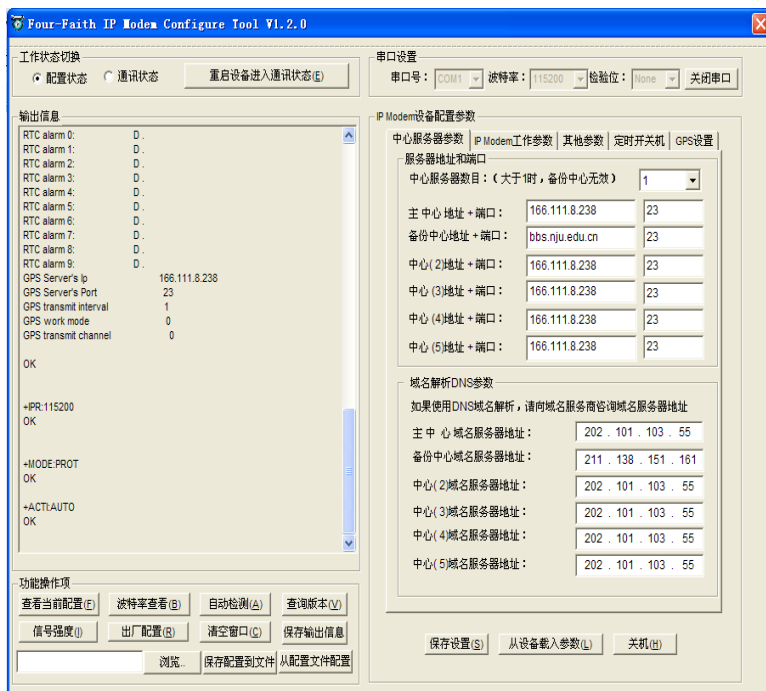 Four-Faith IP Modem Configure Tool V1.2.0
工作状态切换
配置状态
通讯状态
重启设备进入通讯状态(E)
串口设置
串口号：
COM1
波特率：
115200
检验位：
None
关闭串口
输出信息
RTC alarm 0: D .
RTC alarm 1: D .
RTC alarm 2: D .
RTC alarm 3: D .
RTC alarm 4: D .
RTC alarm 5: D .
RTC alarm 6: D .
RTC alarm 7: D .
RTC alarm 8: D .
RTC alarm 9: D .
GPS Server's Ip 166.111.8.238
GPS Server's Port 23
GPS transmit interval 1
GPS work mode 0
GPS transmit channel 0
OK
+IPR:115200
OK
+MODE:PROT
OK
+ACTI:AUTO
OK
功能操作项
查看当前配置(F)
波特率查看(B)
自动检测(A)
查询版本(V)
信号强度(I)
出厂配置(R)
清空窗口(C)
保存输出信息
浏览..
保存配置到文件
从配置文件配置
IP Modem设备配置参数
中心服务器参数
IP Modem工作参数
其他参数
定时开关机
GPS设置
服务器地址和端口
中心服务器数目：（大于1时，备份中心无效）
1
主 中心 地址 + 端口：
166.111.8.238
23
备份中心地址 + 端口：
bbs.nju.edu.cn
23
中心( 2)地址 + 端口：
166.111.8.238
23
中心 (3)地址 + 端口：
166.111.8.238
23
中心 (4)地址 + 端口：
166.111.8.238
23
中心 (5)地址 + 端口：
166.111.8.238
23
域名解析DNS参数
如果使用DNS域名解析，请向域名服务商咨询域名服务器地址
主 中 心 域名服务器地址：
202 . 101 . 103 . 55
备份中心域名服务器地址：
211 . 138 . 151 . 161
中心( 2)域名服务器地址：
202 . 101 . 103 . 55
中心( 3)域名服务器地址：
202 . 101 . 103 . 55
中心( 4)域名服务器地址：
202 . 101 . 103 . 55
中心( 5)域名服务器地址：
202 . 101 . 103 . 55
保存设置(S)
从设备载入参数(L)
关机(H)